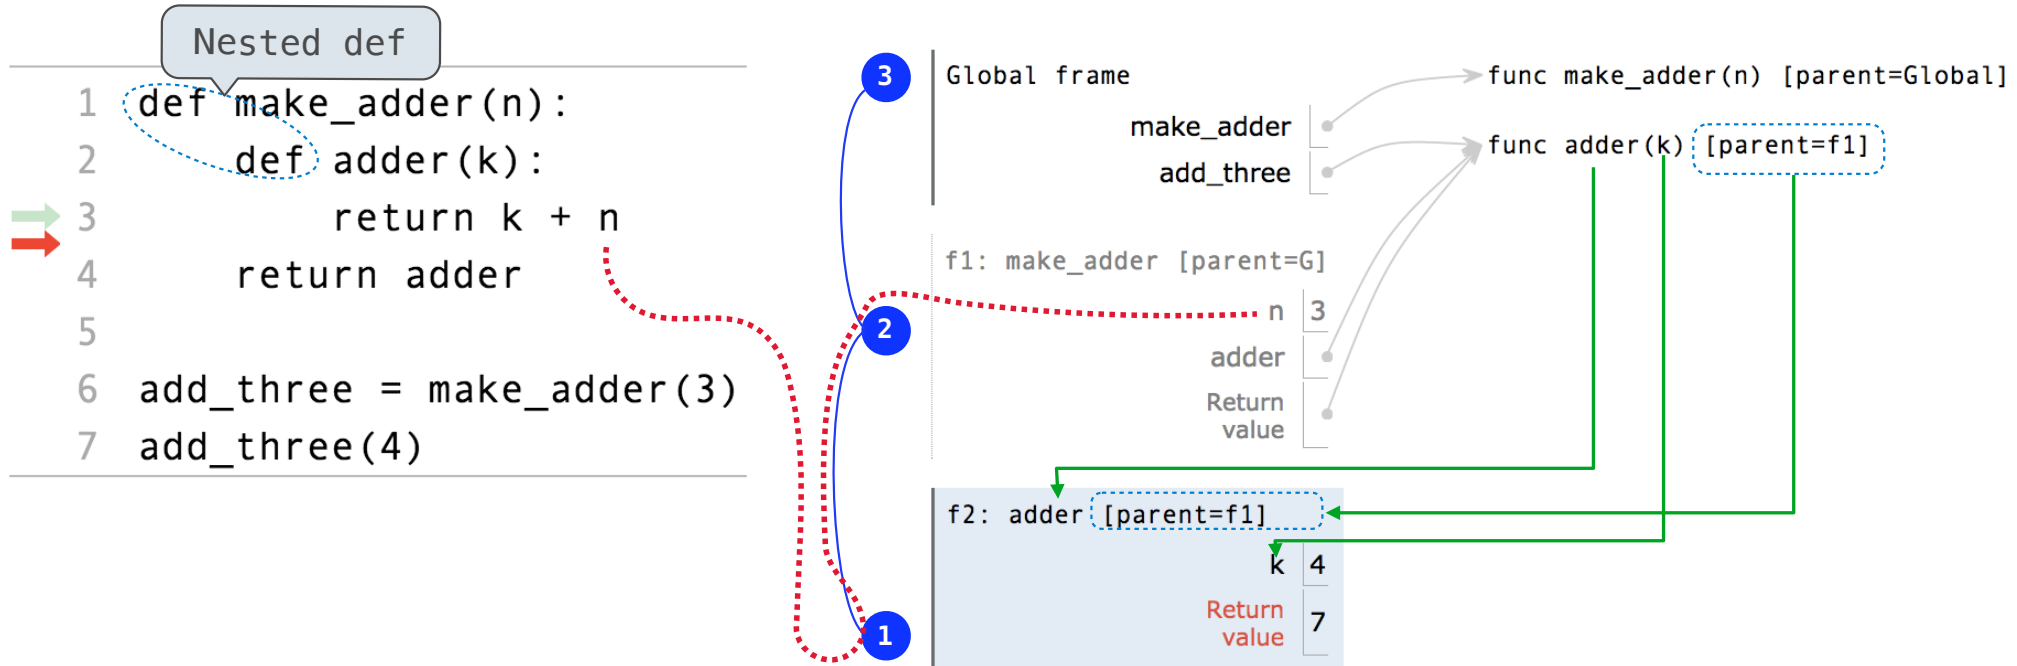 Nested def
1 def make_adder(n):
2     def adder(k):
3         return k + n
4     return adder
5
6 add_three = make_adder(3)
7 add_three(4)
3
2
1
Global frame
make_adder
add_three
func make_adder(n) [parent=Global]
func adder(k) [parent=f1]
f1: make_adder [parent=G]
n 3
adder
Return
value
f2: adder [parent=f1]
k 4
Return
value 7